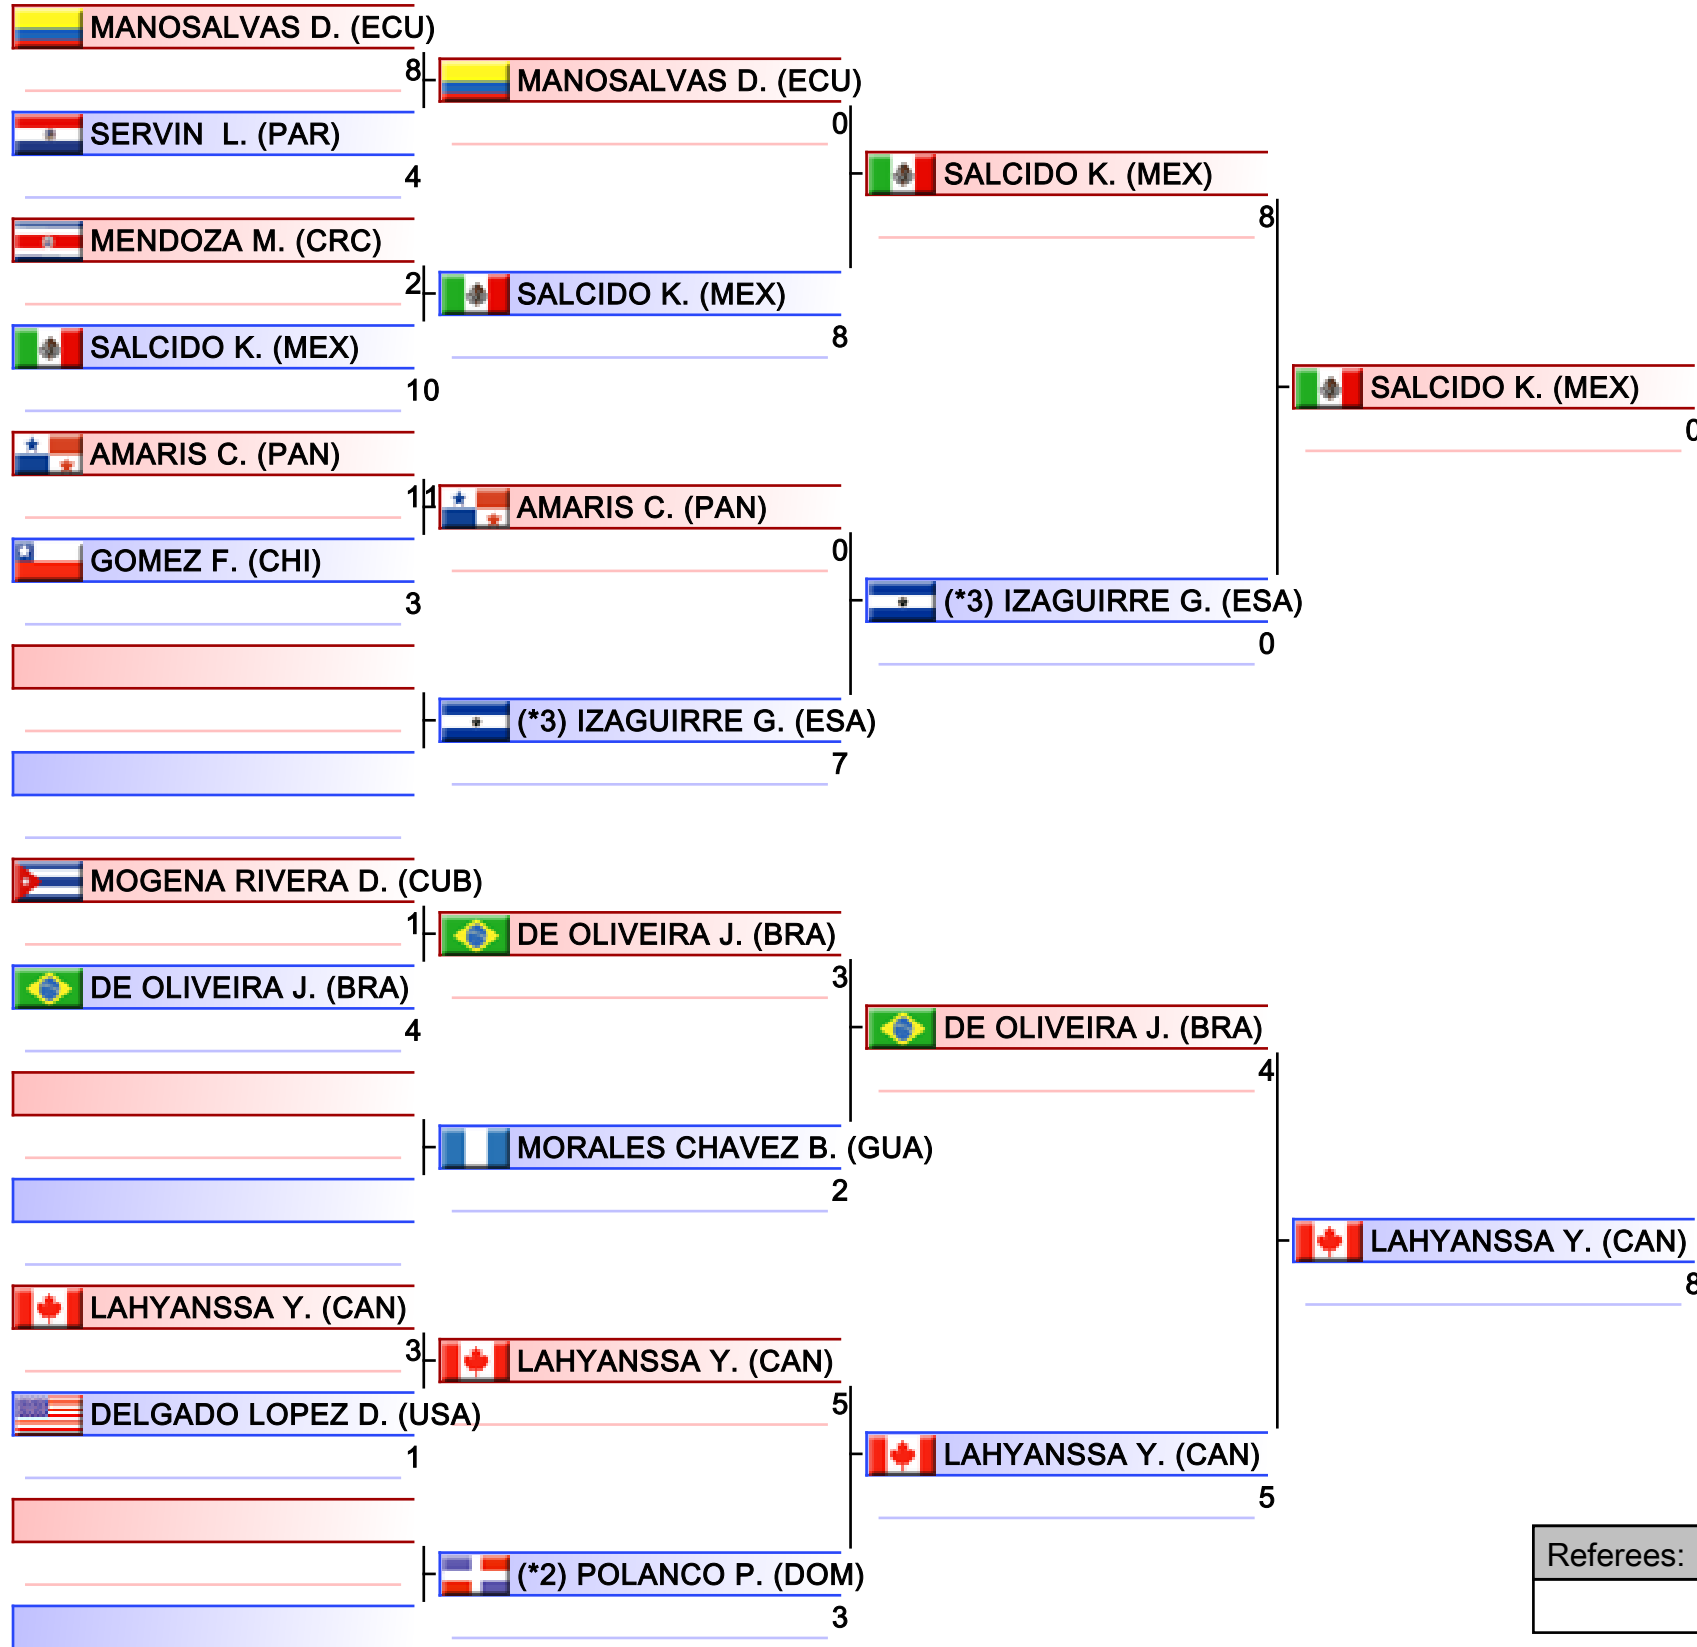 MANOSALVAS D. (ECU)
8
MANOSALVAS D. (ECU)
0
SERVIN L. (PAR)
4
SALCIDO K. (MEX)
8
MENDOZA M. (CRC)
2
SALCIDO K. (MEX)
8
SALCIDO K. (MEX)
10
SALCIDO K. (MEX)
0
AMARIS C. (PAN)
11
AMARIS C. (PAN)
0
GOMEZ F. (CHI)
3
(*3) IZAGUIRRE G. (ESA)
0
(*3) IZAGUIRRE G. (ESA)
7
MOGENA RIVERA D. (CUB)
1
DE OLIVEIRA J. (BRA)
3
DE OLIVEIRA J. (BRA)
4
DE OLIVEIRA J. (BRA)
4
MORALES CHAVEZ B. (GUA)
2
LAHYANSSA Y. (CAN)
8
LAHYANSSA Y. (CAN)
3
LAHYANSSA Y. (CAN)
5
DELGADO LOPEZ D. (USA)
1
LAHYANSSA Y. (CAN)
5
(*2) POLANCO P. (DOM)
3
Referees: